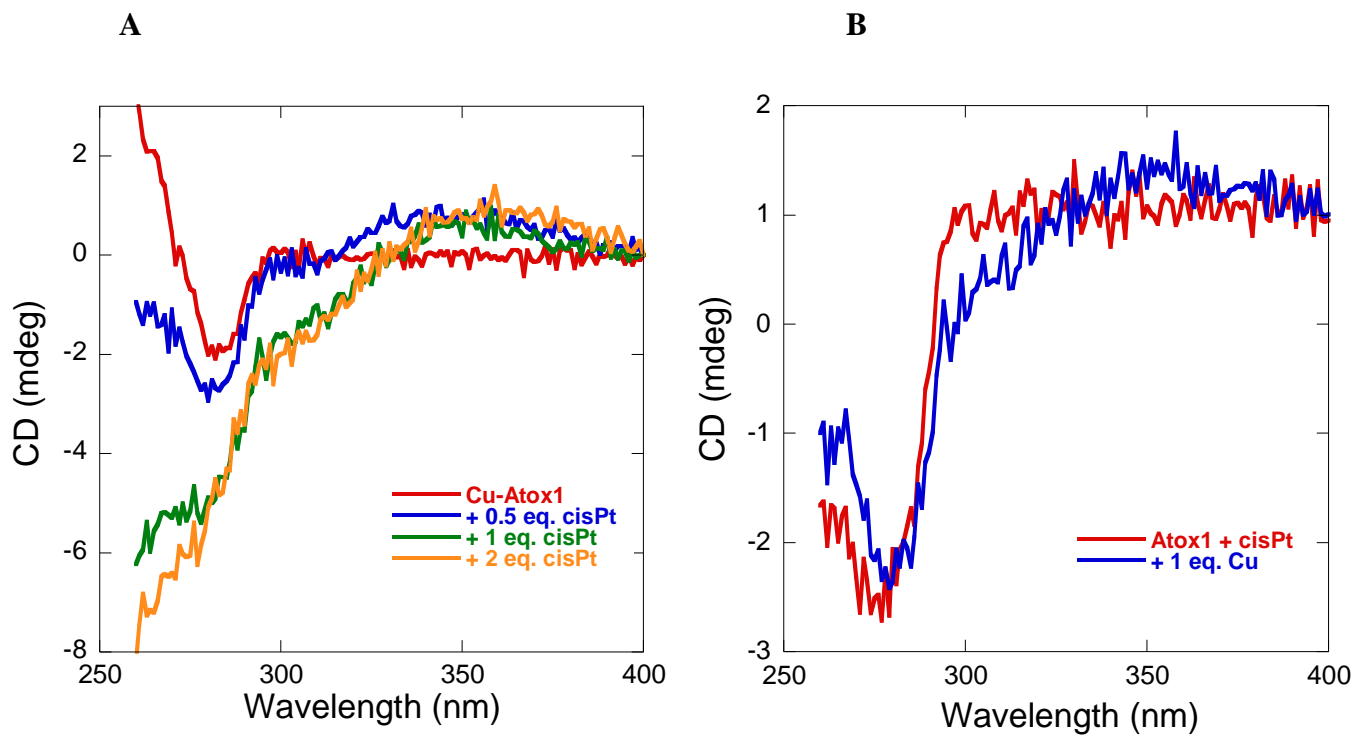 A
B
CD (mdeg)
2
0
-2
-4
-6
-8
250
300
350
400
Wavelength (nm)
Cu-Atox1
+ 0.5 eq. cisPt
+ 1 eq. cisPt
+ 2 eq. cisPt
CD (mdeg)
2
1
0
-1
-2
-3
250
300
350
400
Wavelength (nm)
Atox1 + cisPt
+ 1 eq. Cu